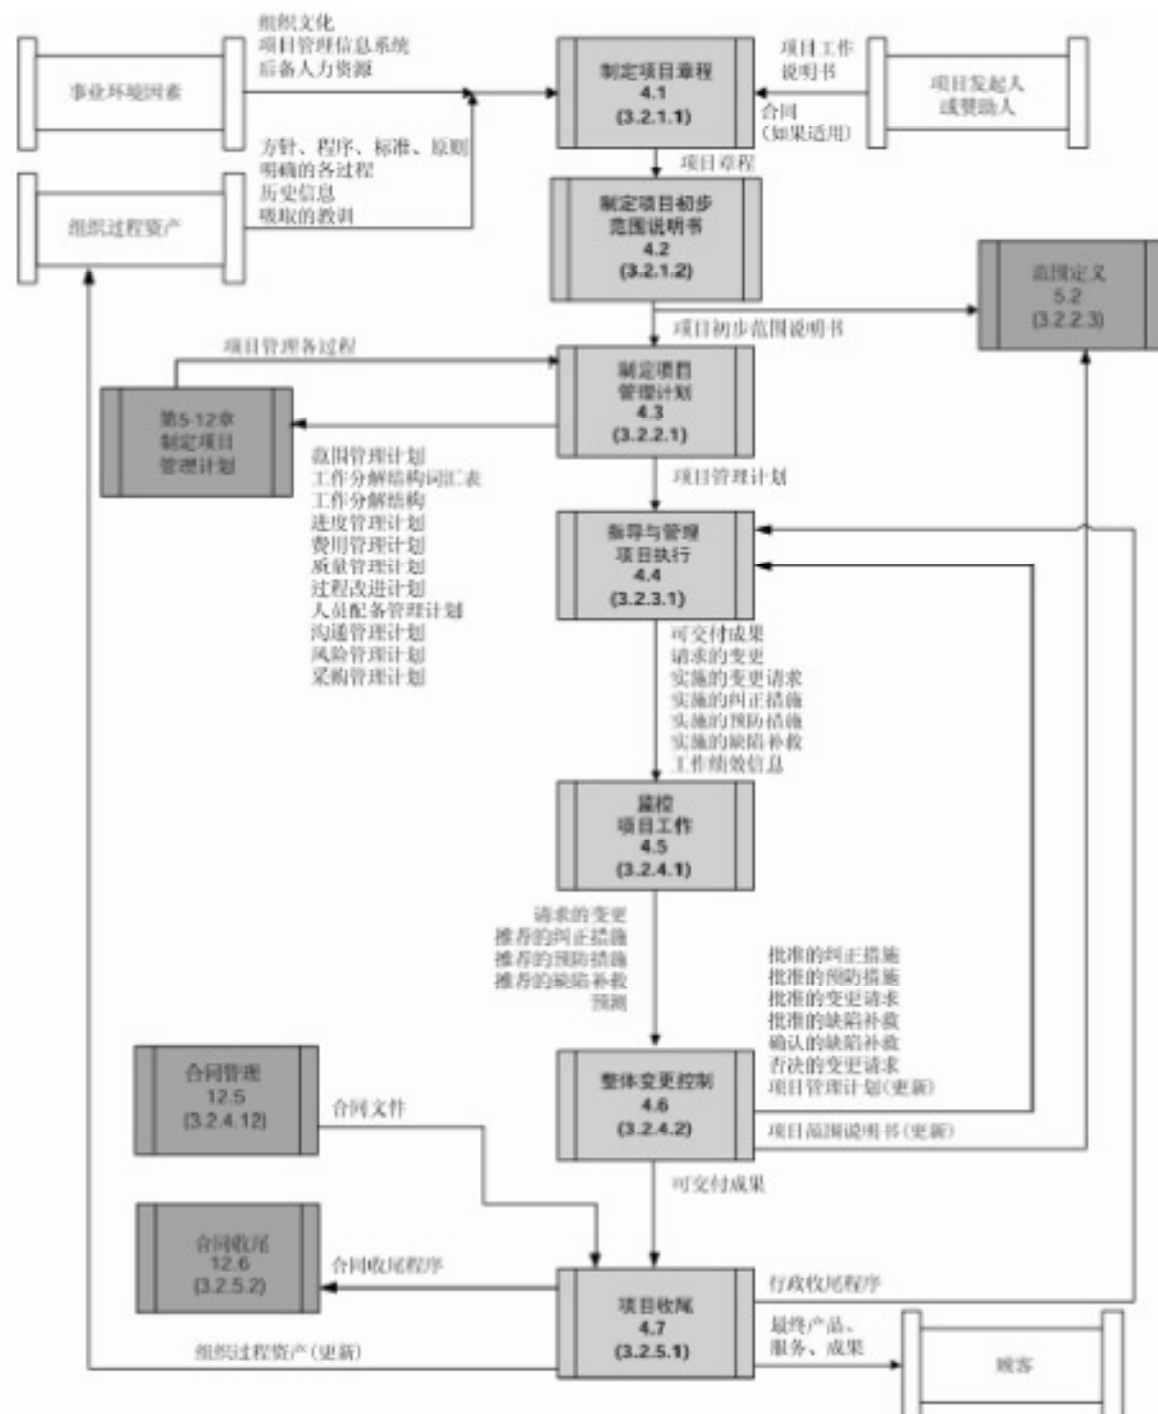 组织文化
项目管理信息系统
后备人力资源
事业环境因素
制定项目章程
4.1
(3.2.1.1)
项目工作
说明书
合同
(如果适用)
项目发起人
或赞助人
方针、程序、标准、原则
明确的各过程
历史信息
吸取的教训
组织过程资产
项目章程
制定项目初步
范围说明书
4.2
(3.2.1.2)
范围定义
5.2
(3.2.2.3)
项目初步范围说明书
项目管理各过程
制定项目
管理计划
4.3
(3.2.2.1)
第5-12章
制定项目
管理计划
范围管理计划
工作分解结构词汇表
工作分解结构
进度管理计划
费用管理计划
质量管理计划
过程改进计划
人员配备管理计划
沟通管理计划
风险管理计划
采购管理计划
项目管理计划
指导与管理
项目执行
4.4
(3.2.3.1)
可交付成果
请求的变更
实施的变更请求
实施的纠正措施
实施的预防措施
实施的缺陷补救
工作绩效信息
监控
项目工作
4.5
(3.2.4.1)
请求的变更
推荐的纠正措施
推荐的预防措施
推荐的缺陷补救
预测
批准的纠正措施
批准的预防措施
批准的变更请求
批准的缺陷补救
确认的缺陷补救
否决的变更请求
项目管理计划(更新)
整体变更控制
4.6
(3.2.4.2)
项目范围说明书(更新)
合同管理
12.5
(3.2.4.12)
合同文件
可交付成果
合同收尾
12.6
(3.2.5.2)
合同收尾程序
项目收尾
4.7
(3.2.5.1)
行政收尾程序
最终产品、
服务、成果
顾客
组织过程资产(更新)